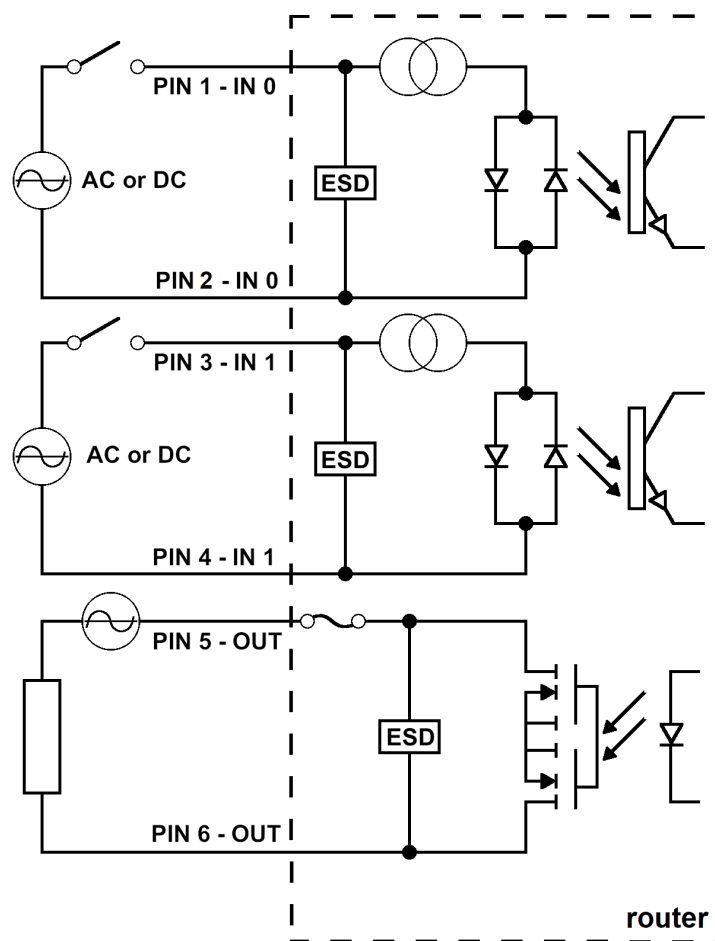 PIN 1 - IN 0
AC or DC
ESD
PIN 2 - IN 0
PIN 3 - IN 1
AC or DC
ESD
PIN 4 - IN 1
PIN 5 - OUT
ESD
PIN 6 - OUT
router